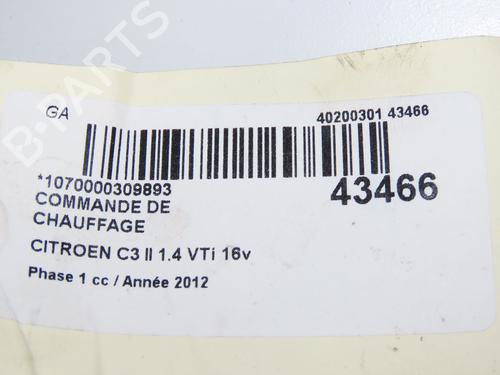 GA
40200301 43466
*1070000309893
43466
COMMANDE DE
CHAUFFAGE
CITROEN C3 II 1.4 VTi 16v
Phase 1 cc / Année 2012
B-PARTS